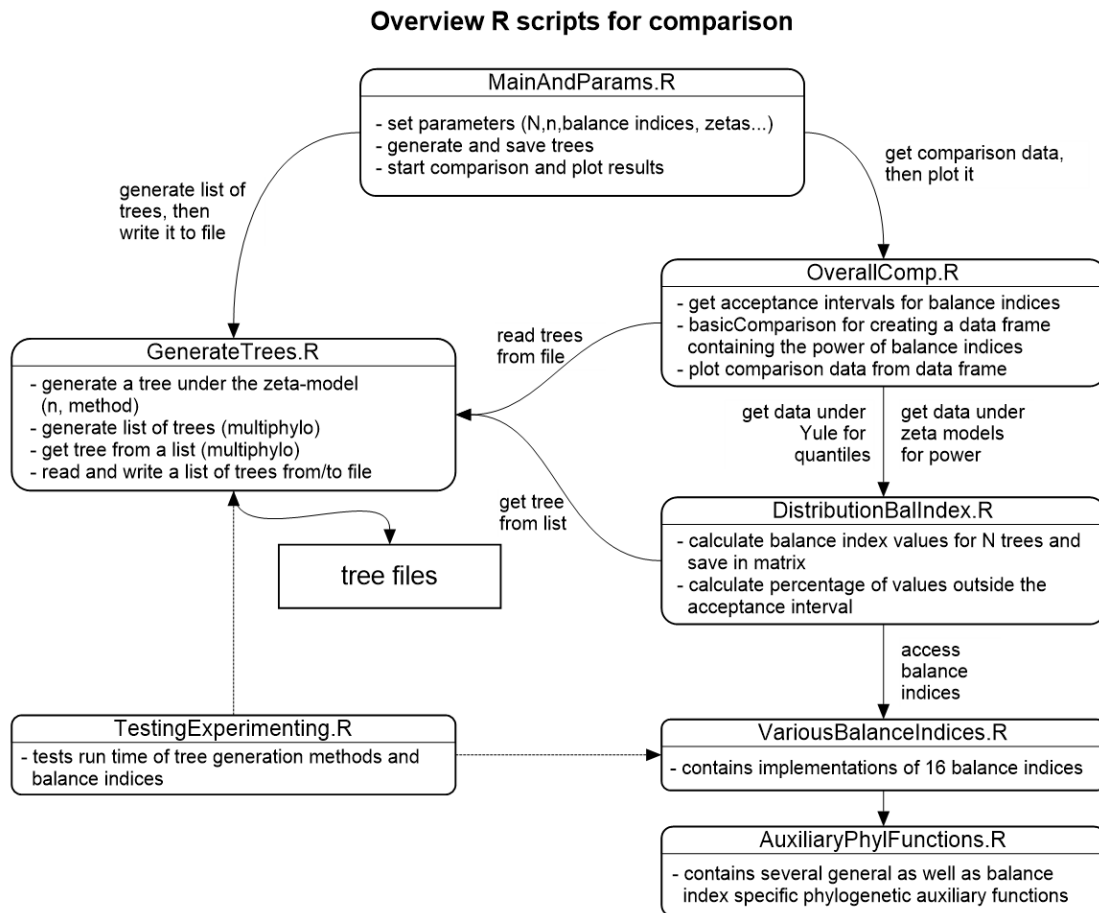 Overview R scripts for comparison
MainAndParams.R
- set parameters (N,n,balance indices, zetas...)
- generate and save trees
- start comparison and plot results
generate list of
trees, then
write it to file
get comparison data,
then plot it
OverallComp.R
- get acceptance intervals for balance indices
- basicComparison for creating a data frame
containing the power of balance indices
- plot comparison data from data frame
read trees
from file
GenerateTrees.R
- generate a tree under the zeta-model
(n, method)
- generate list of trees (multiphylo)
- get tree from a list (multiphylo)
- read and write a list of trees from/to file
get data under
Yule for
quantiles
get data under
zeta models
for power
get tree
from list
DistributionBalIndex.R
- calculate balance index values for N trees and
save in matrix
- calculate percentage of values outside the
acceptance interval
tree files
access
balance
indices
TestingExperimenting.R
- tests run time of tree generation methods and
balance indices
VariousBalanceIndices.R
- contains implementations of 16 balance indices
AuxiliaryPhylFunctions.R
- contains several general as well as balance
index specific phylogenetic auxiliary functions